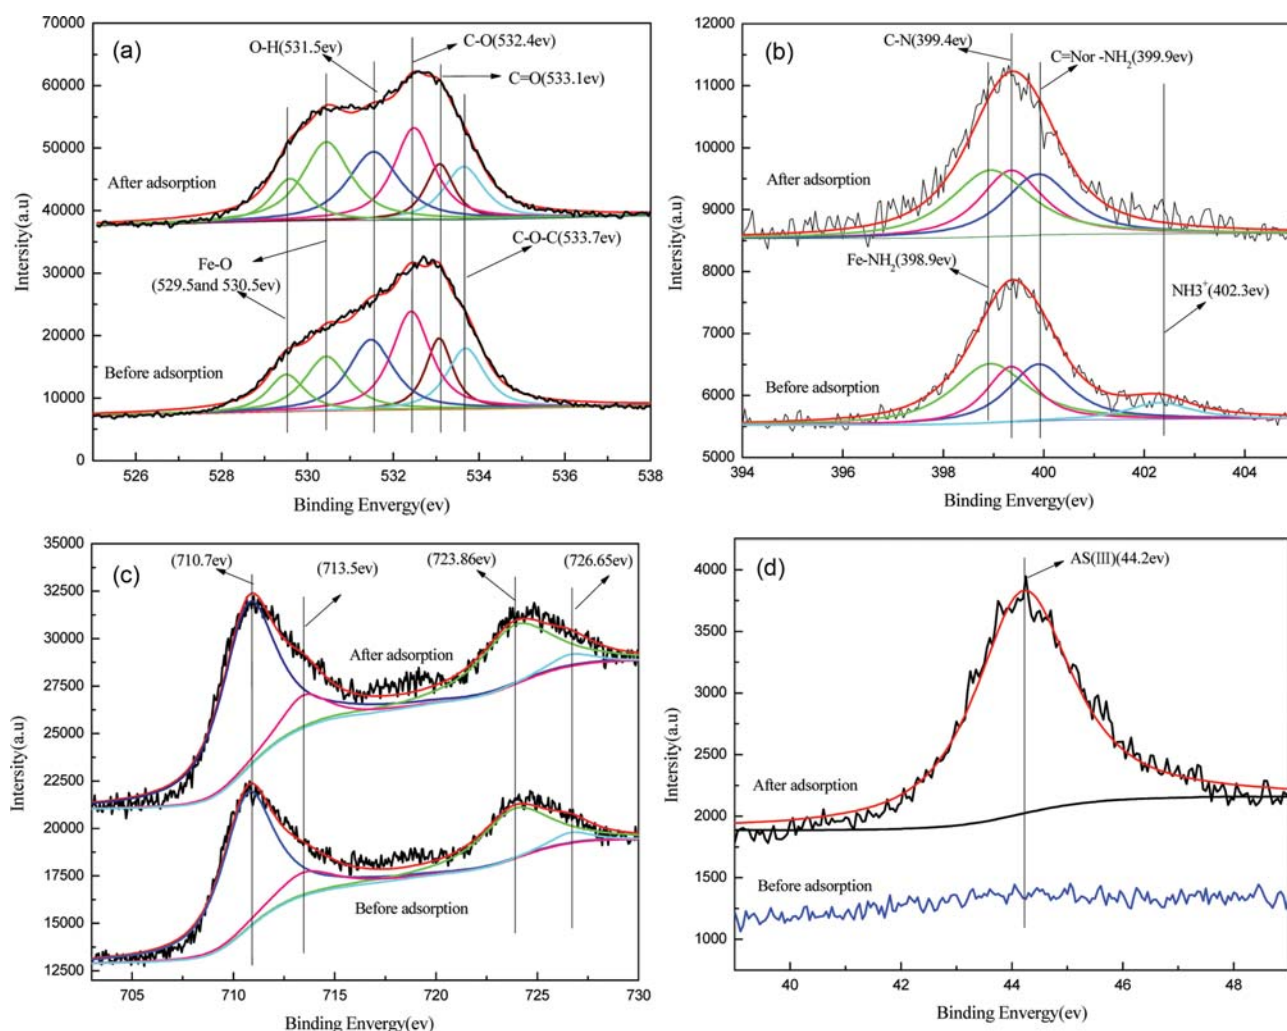 (a)
O-H(531.5ev)
C-O(532.4ev)
C=O(533.1ev)
After adsorption
C-O-C(533.7ev)
Fe-O
(529.5and 530.5ev)
Before adsorption
70000
60000
50000
40000
30000
20000
10000
0
Intersity(a.u)
526
528
530
532
534
536
538
Binding Envergy(ev)
(b)
C-N(399.4ev)
C=Nor -NH2(399.9ev)
After adsorption
Fe-NH2(398.9ev)
NH3+(402.3ev)
Before adsorption
12000
11000
10000
9000
8000
7000
6000
5000
Intersity(a.u)
394
396
398
400
402
404
Binding Envergy(ev)
(c)
(710.7ev)
(713.5ev)
(723.86ev)
(726.65ev)
After adsorption
Before adsorption
35000
32500
30000
27500
25000
22500
20000
17500
15000
12500
Intersity(a.u)
705
710
715
720
725
730
Binding Envergy(ev)
(d)
AS(III)(44.2ev)
After adsorption
Before adsorption
4000
3500
3000
2500
2000
1500
1000
Intersity(a.u)
40
42
44
46
48
Binding Envergy(ev)